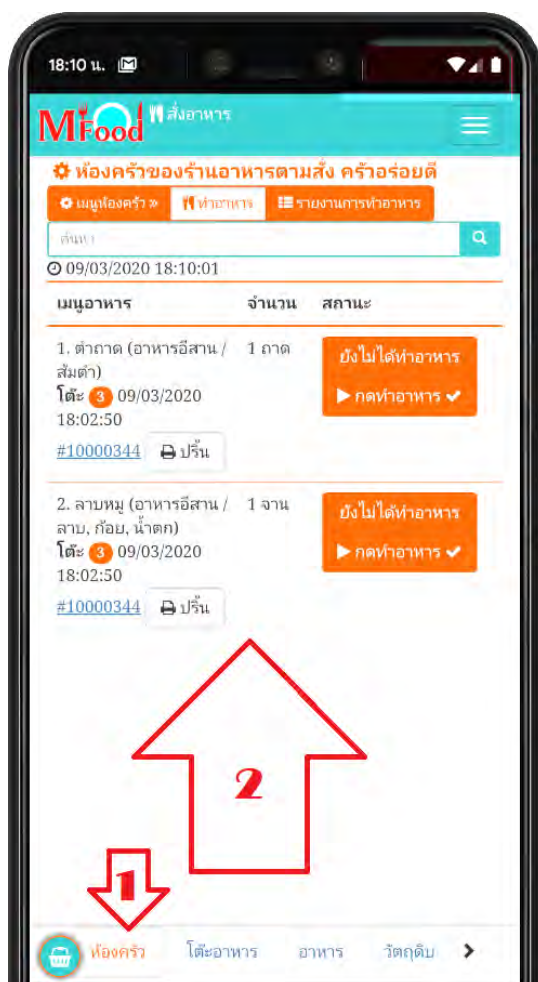 18:10 น.
MFood สั่งอาหาร
ห้องครัวของร้านอาหารตามสั่ง ครัวอร่อยดี
เมนูห้องครัว » ทำอาหาร รายงานการทำอาหาร
ค้นหา
09/03/2020 18:10:01
เมนูอาหาร จำนวน สถานะ
1. ตำถาด (อาหารอีสาน / 1 ถาด ยังไม่ได้ทำอาหาร
ส้มตำ)
โต๊ะ 3 09/03/2020 กดทำอาหาร
18:02:50
#10000344 ปริ้น
2. ลาบหมู (อาหารอีสาน / 1 จาน ยังไม่ได้ทำอาหาร
ลาบ, ก้อย, น้ำตก)
โต๊ะ 3 09/03/2020 กดทำอาหาร
18:02:50
#10000344 ปริ้น
2
1
ห้องครัว โต๊ะอาหาร อาหาร วัตถุดิบ